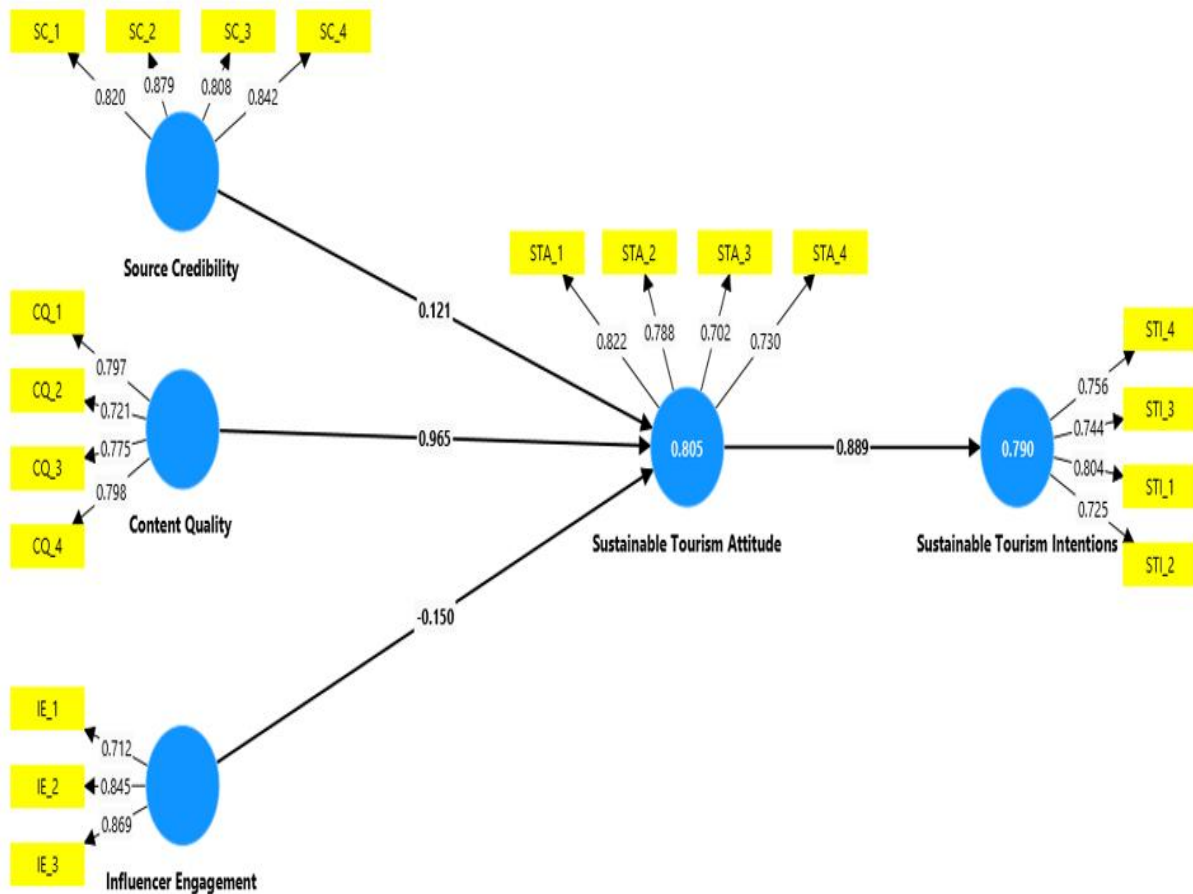 SC_1
SC_2
SC_3
SC_4
0.820
0.879
0.808
0.842
Source Credibility
CQ_1
CQ_2
CQ_3
CQ_4
0.797
0.721
0.775
0.798
Content Quality
IE_1
IE_2
IE_3
0.712
0.845
0.869
Influencer Engagement
0.121
0.965
-0.150
STA_1
STA_2
STA_3
STA_4
0.822
0.788
0.702
0.730
0.805
Sustainable Tourism Attitude
0.889
0.790
Sustainable Tourism Intentions
0.756
0.744
0.804
0.725
STI_4
STI_3
STI_1
STI_2